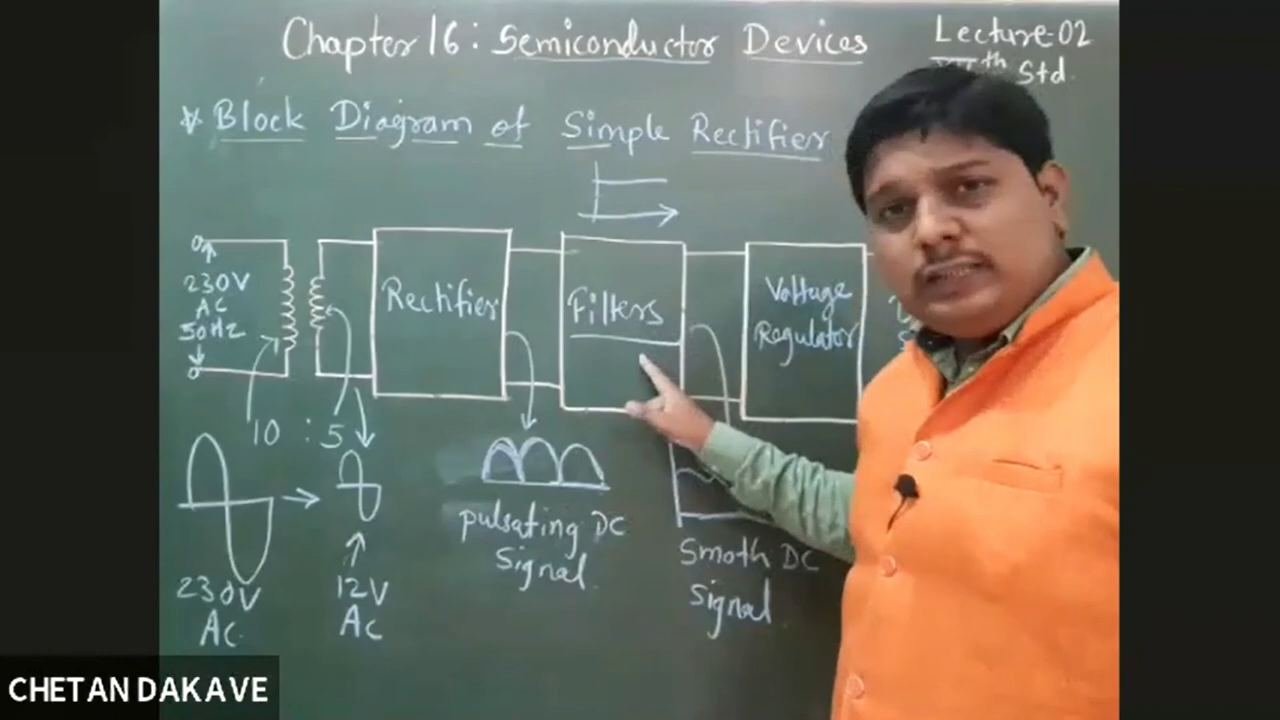 Chapter 16: Semiconductor Devices
Lecture-02
th Std.
* Block Diagram of Simple Rectifier
230V
AC
50Hz
Rectifier
Filters
Voltage
Regulator
10 : 5
pulsating DC
Signal
Smoth DC
Signal
230V
AC
12V
AC
CHETAN DAKAVE